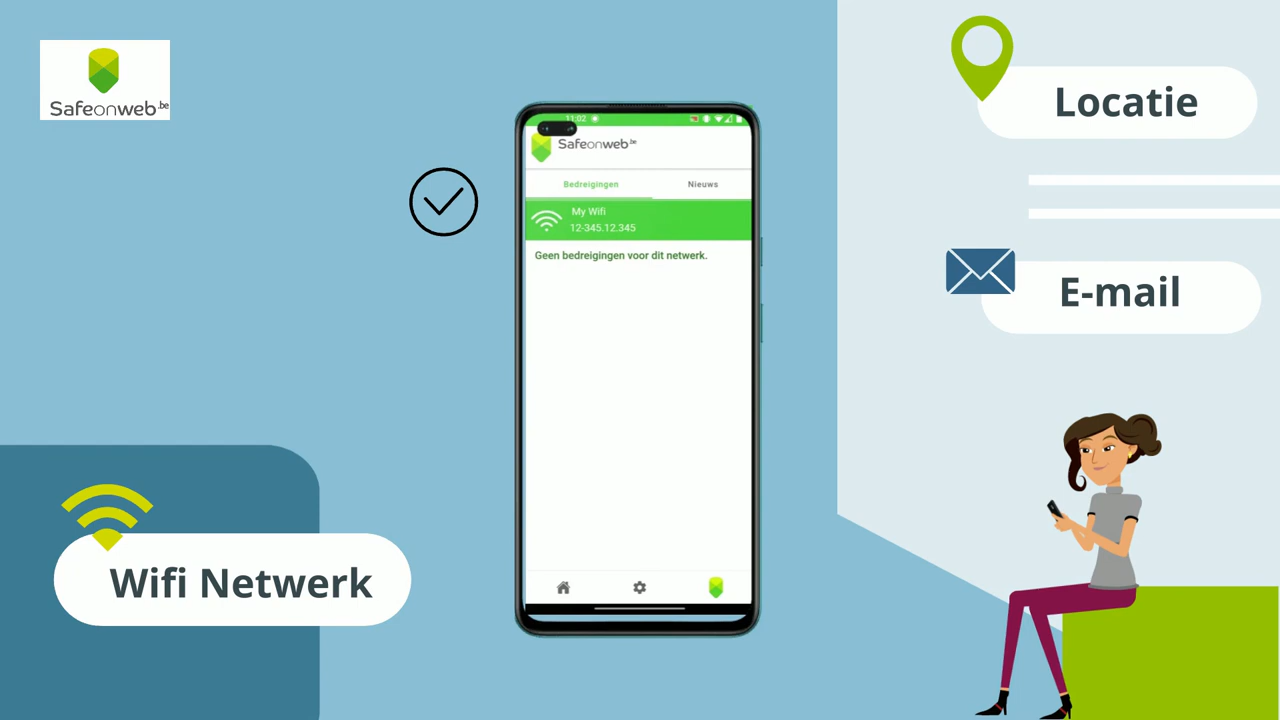 Safeonweb.be
11:02
Safeonweb.be
Bedreigingen
Nieuws
My Wifi
12-345.12.345
Geen bedreigingen voor dit netwerk.
Locatie
E-mail
Wifi Netwerk